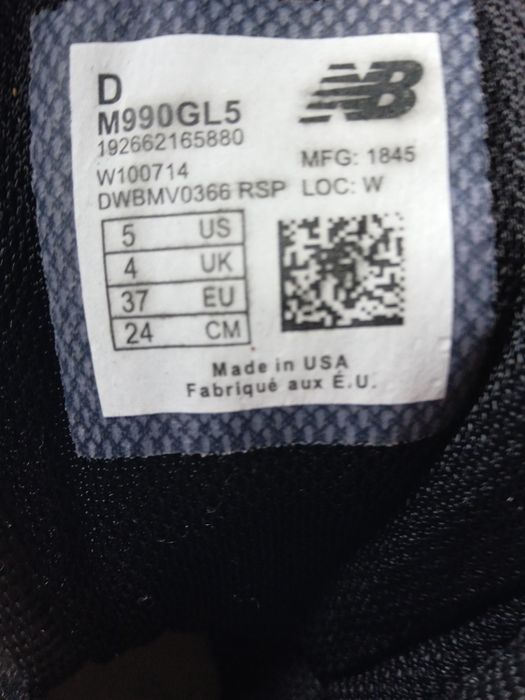 D
NB
M990GL5
192662165880
W100714
MFG: 1845
DWBMV0366 RSP
LOC: W
5 US
4 UK
37 EU
24 CM
Made in USA
Fabriqué aux É.U.